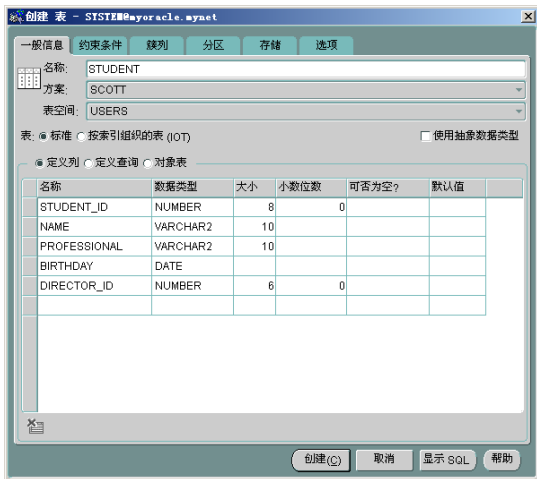 创建 表 - SYSTEM@myoracle.mynet
一般信息 约束条件 簇列 分区 存储 选项
名称: STUDENT
方案: SCOTT
表空间: USERS
表: 标准 按索引组织的表 (IOT) 使用抽象数据类型
定义列 定义查询 对象表
名称 数据类型 大小 小数位数 可否为空? 默认值
STUDENT_ID NUMBER 8 0
NAME VARCHAR2 10
PROFESSIONAL VARCHAR2 10
BIRTHDAY DATE
DIRECTOR_ID NUMBER 6 0
创建(C) 取消 显示 SQL 帮助